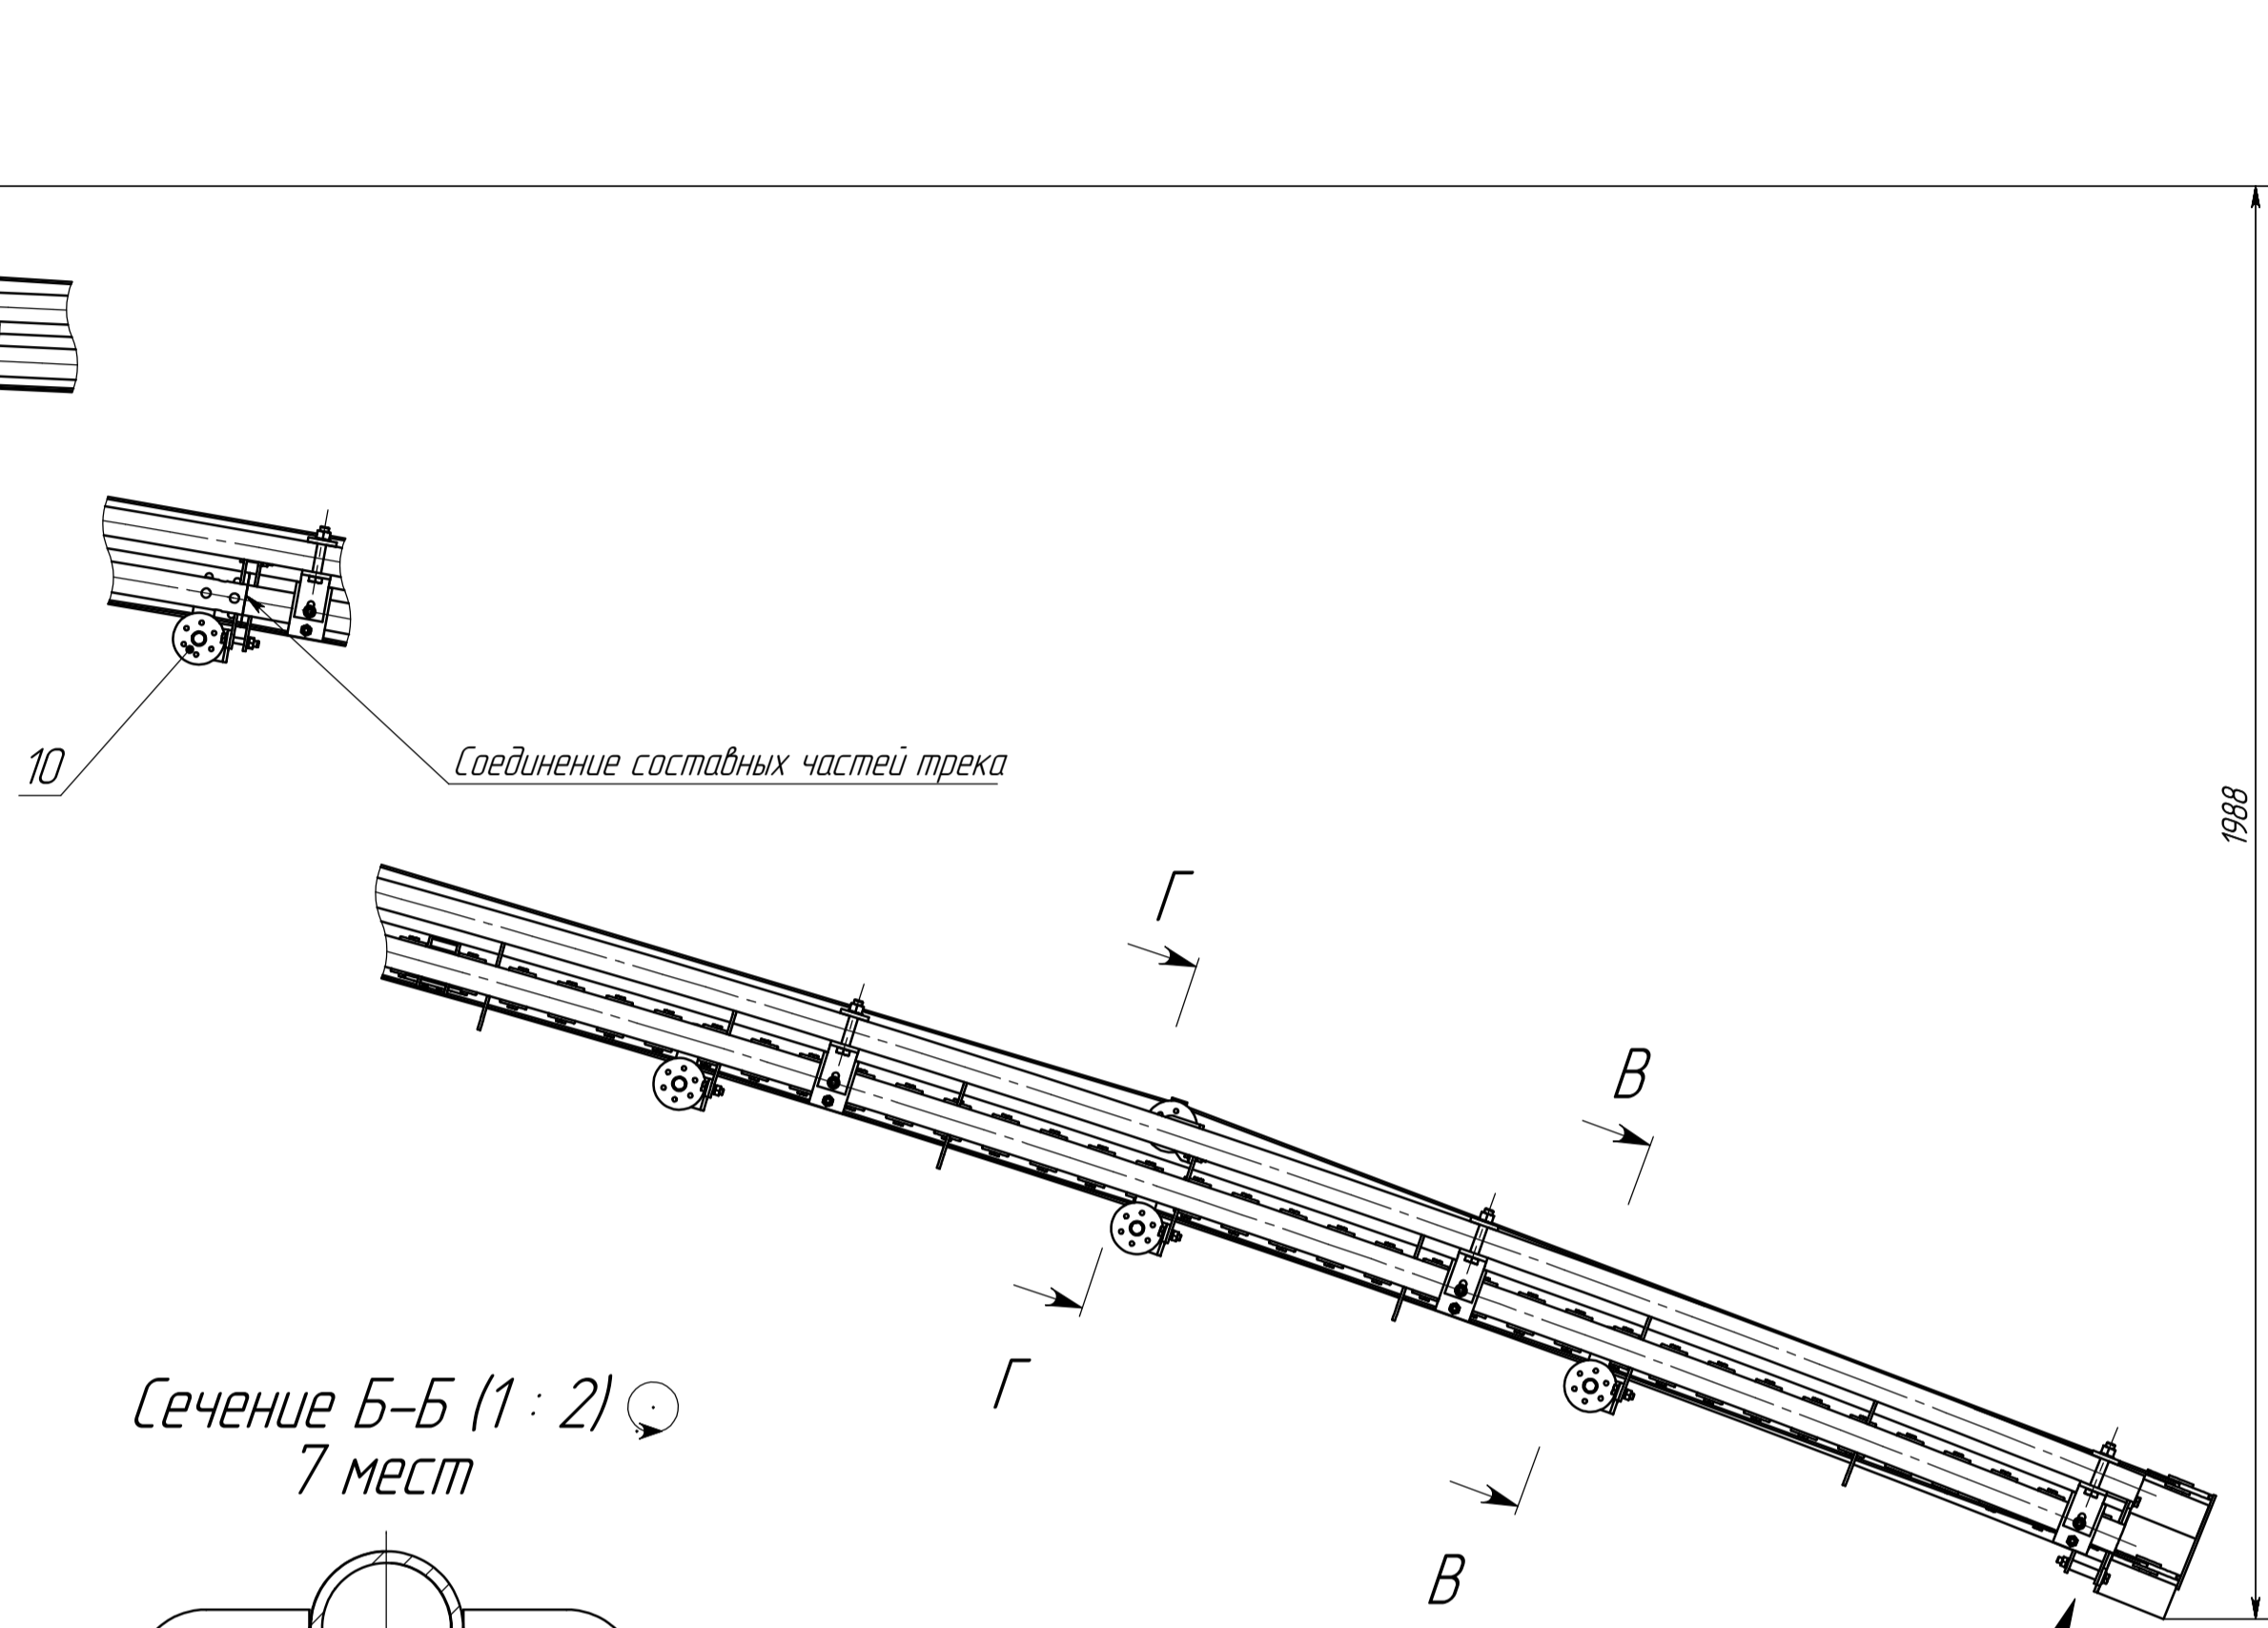 10
Соединение составных частей трека
1988
Г
В
Г
В
Сечение Б-Б (1 : 2)
7 мест